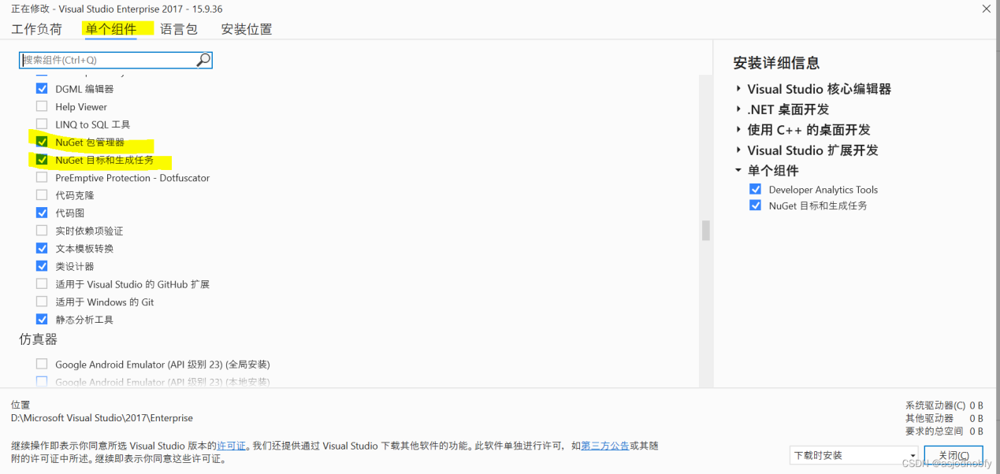 正在修改 - Visual Studio Enterprise 2017 - 15.9.36
工作负荷 单个组件 语言包 安装位置
搜索组件(Ctrl+Q)
DGML 编辑器
Help Viewer
LINQ to SQL 工具
NuGet 包管理器
NuGet 目标和生成任务
PreEmptive Protection - Dotfuscator
代码克隆
代码图
实时依赖项验证
文本模板转换
类设计器
适用于 Visual Studio 的 GitHub 扩展
适用于 Windows 的 Git
静态分析工具
仿真器
Google Android Emulator (API 级别 23) (全局安装)
Google Android Emulator (API 级别 23) (本地安装)
安装详细信息
Visual Studio 核心编辑器
.NET 桌面开发
使用 C++ 的桌面开发
Visual Studio 扩展开发
单个组件
Developer Analytics Tools
NuGet 目标和生成任务
位置
D:\Microsoft Visual Studio\2017\Enterprise
系统驱动器(C) 0 B
其他驱动器 0 B
要求的总空间 0 B
继续操作即表示你同意所选 Visual Studio 版本的许可证。我们还提供通过 Visual Studio 下载其他软件的功能。此软件单独进行许可，如第三方公告或其随
附的许可证中所述。继续即表示你同意这些许可证。
下载时安装
关闭(C)